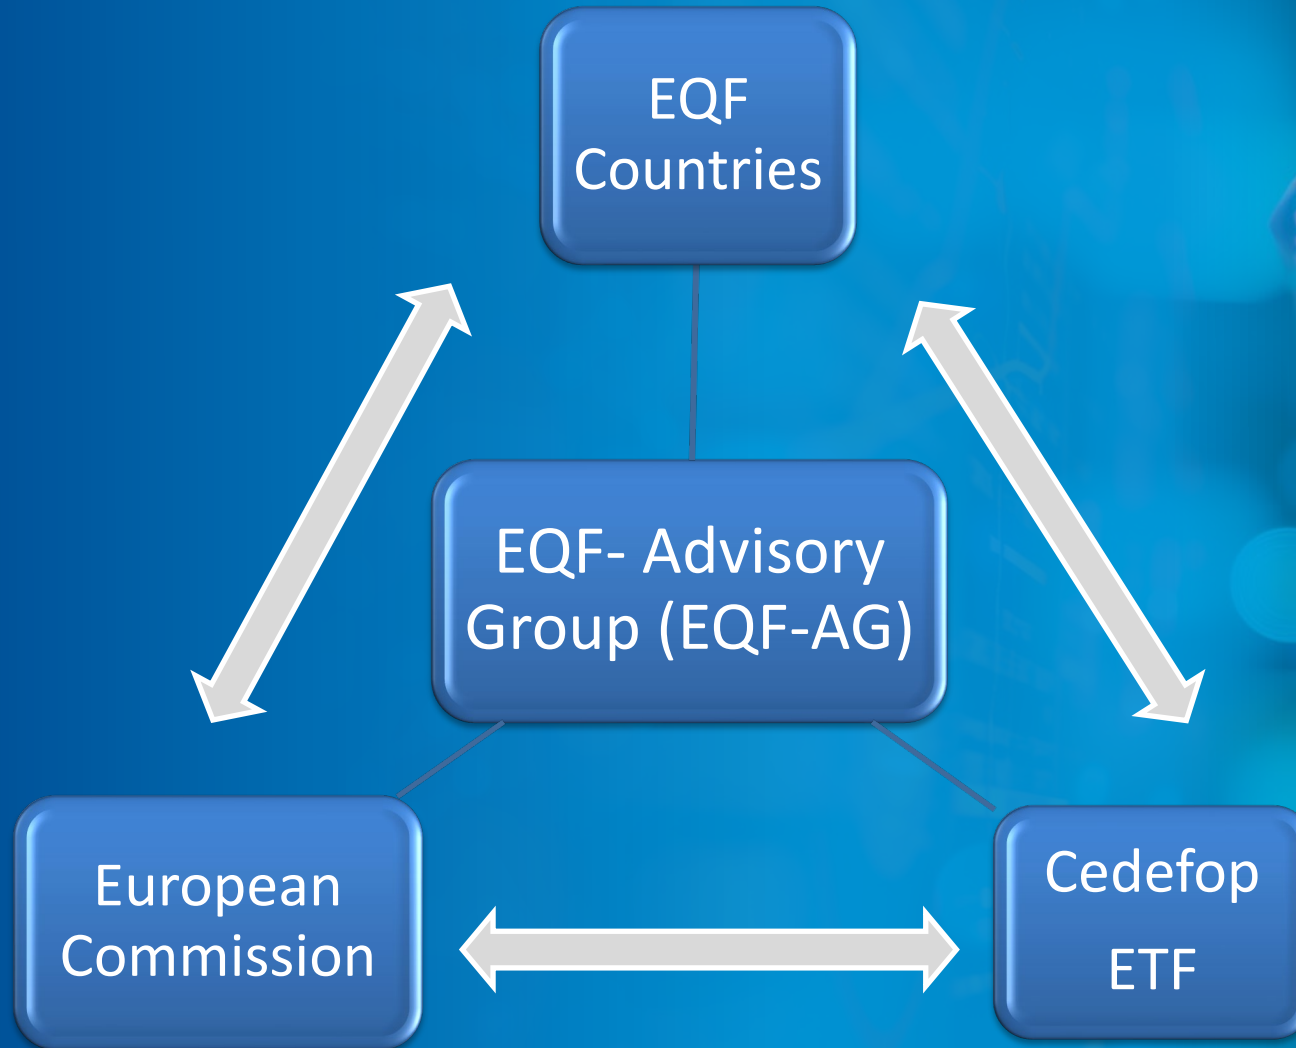 EQF
Countries
EQF- Advisory
Group (EQF-AG)
European
Commission
Cedefop
ETF